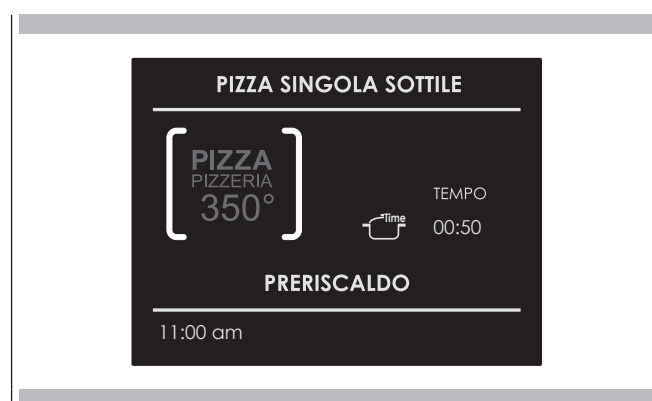 PIZZA SINGOLA SOTTILE
PIZZA
PIZZERIA
350°
TEMPO
Time
00:50
PRERISCALDO
11:00 am